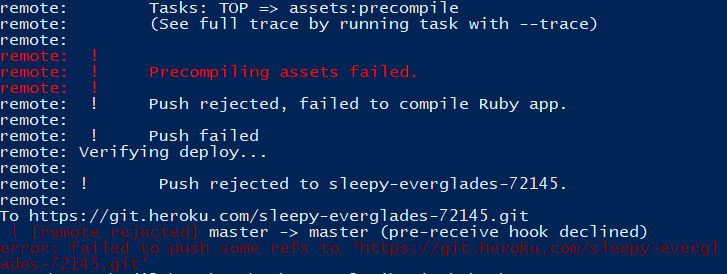 remote:        Tasks: TOP => assets:precompile
remote:        (See full trace by running task with --trace)
remote:
remote:  !
remote:  !     Precompiling assets failed.
remote:  !
remote:  !     Push rejected, failed to compile Ruby app.
remote:
remote:  !     Push failed
remote: Verifying deploy...
remote:
remote: !       Push rejected to sleepy-everglades-72145.
remote:
To https://git.heroku.com/sleepy-everglades-72145.git
 ! [remote rejected] master -> master (pre-receive hook declined)
error: failed to push some refs to 'https://git.heroku.com/sleepy-evergl
ades-72145.git'